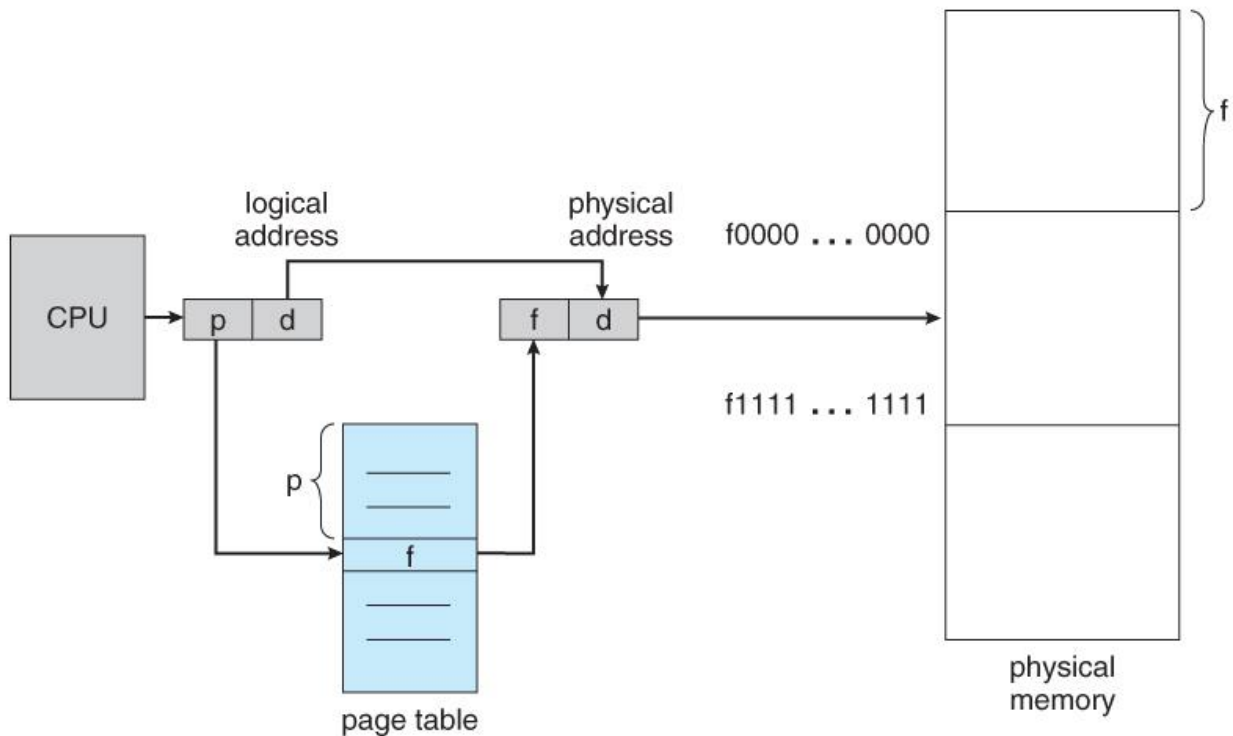 f
logical
address
physical
address
f0000 ... 0000
CPU
p
d
f
d
f1111 ... 1111
p
f
page table
physical
memory